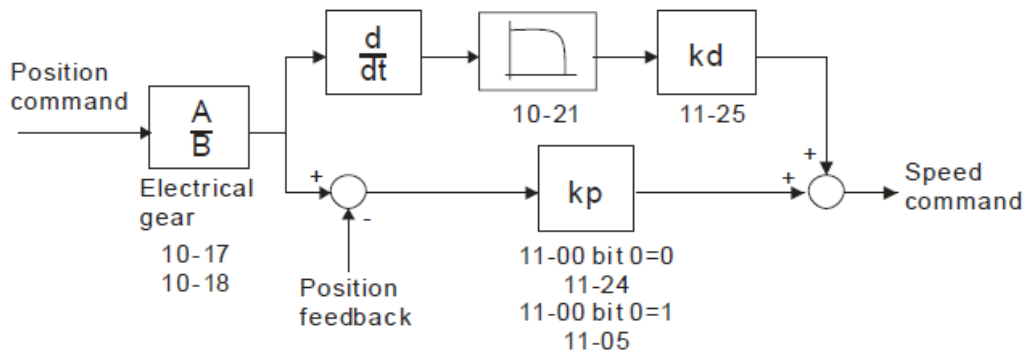 Position
command
A
B
Electrical
gear
10-17
10-18
d
dt
10-21
kd
11-25
+
-
Position
feedback
kp
11-00 bit 0=0
11-24
11-00 bit 0=1
11-05
+
+
Speed
command